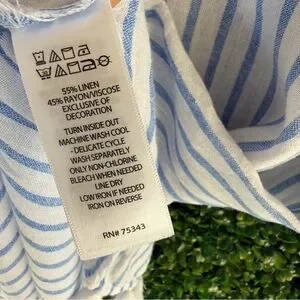 55% LINEN
45% RAYON/VISCOSE
EXCLUSIVE OF
DECORATION
TURN INSIDE OUT
MACHINE WASH COOL
- DELICATE CYCLE
WASH SEPARATELY
ONLY NON-CHLORINE
BLEACH WHEN NEEDED
LINE DRY
LOW IRON IF NEEDED
IRON ON REVERSE
RN# 75343